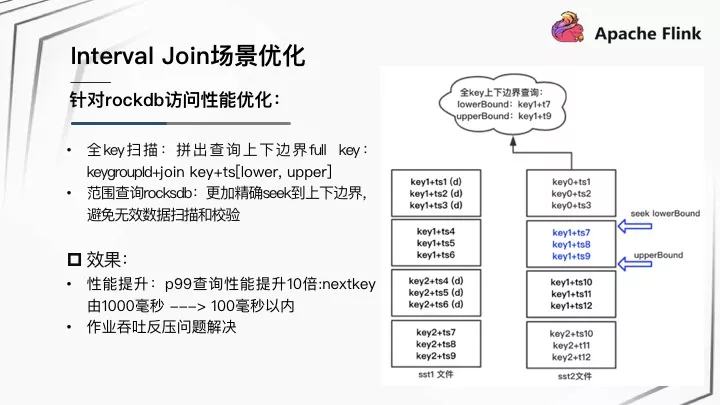 Apache Flink
Interval Join场景优化
针对rockdb访问性能优化：
• 全key扫描：拼出查询上下边界full key：
keygroupId+join key+ts[lower, upper]
• 范围查询rocksdb：更加精确seek到上下边界，
避免无效数据扫描和校验
效果：
• 性能提升：p99查询性能提升10倍:nextkey
由1000毫秒 ---> 100毫秒以内
• 作业吞吐反压问题解决
全key上下边界查询：
lowerBound：key1+t7
upperBound：key1+t9
key1+ts1 (d)
key1+ts2 (d)
key1+ts3 (d)
key1+ts4
key1+ts5
key1+ts6
key2+ts4 (d)
key2+ts5 (d)
key2+ts6 (d)
key2+ts7
key2+ts8
key2+ts9
sst1 文件
key0+ts1
key0+ts2
key0+ts3
key1+ts7
key1+ts8
key1+ts9
key1+ts10
key1+ts11
key1+ts12
key2+ts10
key2+t11
key2+t12
sst2文件
seek lowerBound
upperBound